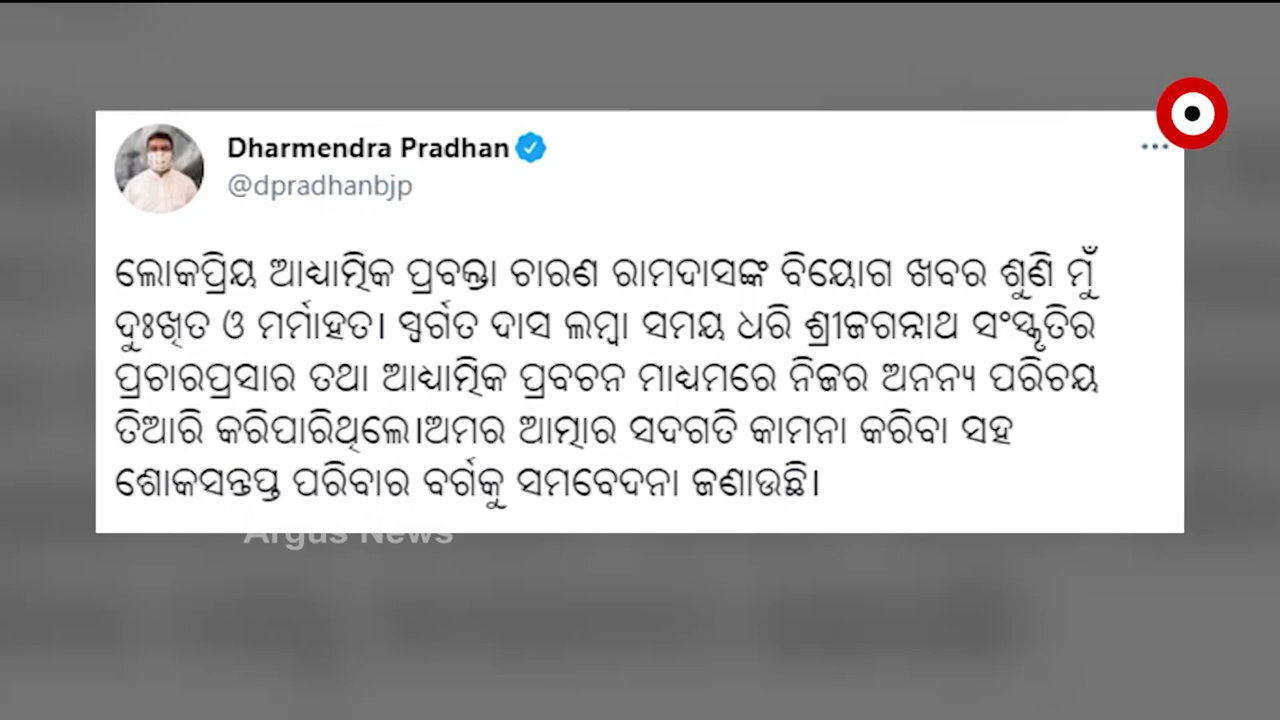 Dharmendra Pradhan
@dpradhanbjp
ଲୋକପ୍ରିୟ ଆଧ୍ୟାତ୍ମିକ ପ୍ରବକ୍ତା ଚାରଣ ରାମଦାସଙ୍କ ବିୟୋଗ ଖବର ଶୁଣି ମୁଁ
ଦୁଃଖିତ ଓ ମର୍ମାହତ। ସ୍ୱର୍ଗତ ଦାସ ଲମ୍ବା ସମୟ ଧରି ଶ୍ରୀଜଗନ୍ନାଥ ସଂସ୍କୃତିର
ପ୍ରଚାରପ୍ରସାର ତଥା ଆଧ୍ୟାତ୍ମିକ ପ୍ରବଚନ ମାଧ୍ୟମରେ ନିଜର ଅନନ୍ୟ ପରିଚୟ
ତିଆରି କରିପାରିଥିଲେ।ଅମର ଆତ୍ମାର ସଦଗତି କାମନା କରିବା ସହ
ଶୋକସନ୍ତପ୍ତ ପରିବାର ବର୍ଗକୁ ସମବେଦନା ଜଣାଉଛି।
Argus News